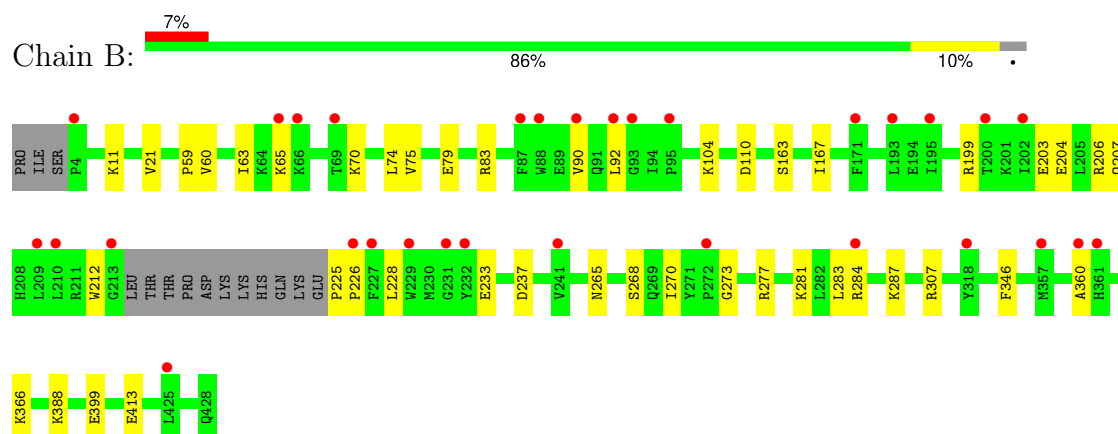 7%
Chain B:
86% 10% •
PRO ILE SER P4 K11 V21 P59 V60 I63 K64 K65 K66 T69 K70 L74 V75 E79 R83 F87 W88 E89 V90 Q91 L92 G93 I94 P95 K104 D110 S163 I167 F171 L193 E194 I195 R199 T200 K201 I202 E203 E204 L205 R206
H208 L209 L210 R211 W212 G213 LEU THR THR PRO ASP LYS LYS HIS GLN LYS GLU P225 P226 F227 L228 W229 M230 G231 Y232 E233 D237 V241 N265 S268 Q269 I270 Y271 P272 G273 R277 K281 L282 L283 R284 K287 R307 Y318 F346 M357 A360 H361
K366 K388 E399 E413 L425 Q428